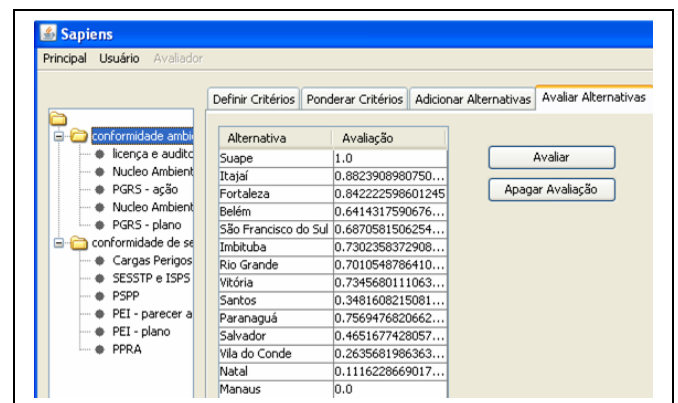 Sapiens
Principal Usuário Avaliador
Definir Critérios Ponderar Critérios Adicionar Alternativas Avaliar Alternativas
conformidade ambi
licença e audito
Nucleo Ambient
PGRS - ação
Nucleo Ambient
PGRS - plano
conformidade de se
Cargas Perigos
SESSTP e ISPS
PSPP
PEI - parecer a
PEI - plano
PPRA
Alternativa Avaliação
Suape 1.0
Itajaí 0.8823908980750...
Fortaleza 0.842222598601245
Belém 0.6414317590676...
São Francisco do Sul 0.6870581506254...
Imbituba 0.7302358372908...
Rio Grande 0.7010548786410...
Vitória 0.7345680111063...
Santos 0.3481608215081...
Paranaguá 0.7569476820662...
Salvador 0.4651677428057...
Vila do Conde 0.2635681986363...
Natal 0.1116228669017...
Manaus 0.0
Avaliar
Apagar Avaliação